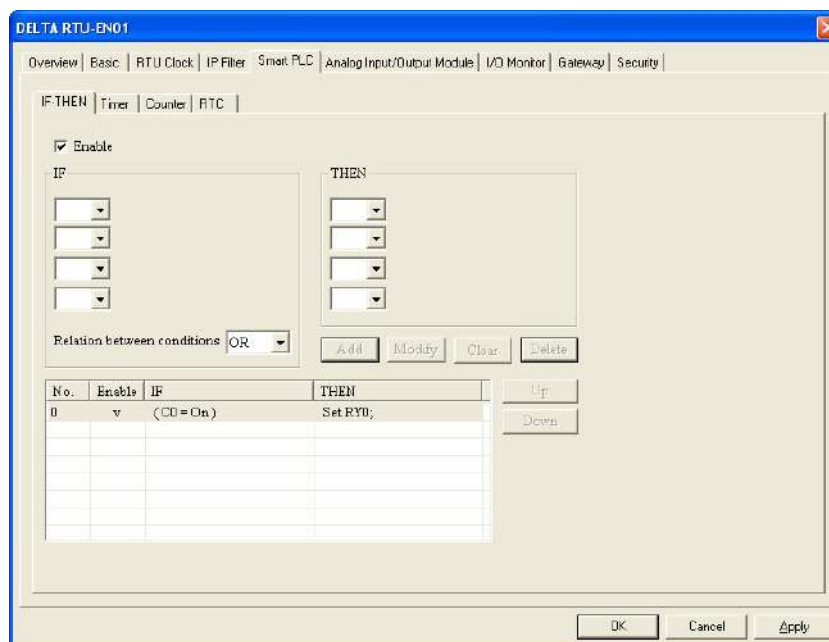 DELTA RTU-EN01
Overview Basic RTU Clock IP Filter Smart PLC Analog Input/Output Module I/O Monitor Gateway Security
IF-THEN Timer Counter RTC
Enable
IF THEN
Relation between conditions OR
Add Modify Clear Delete
No. Enable IF THEN
0 v (C0 = On) Set RY0;
Up
Down
OK Cancel Apply